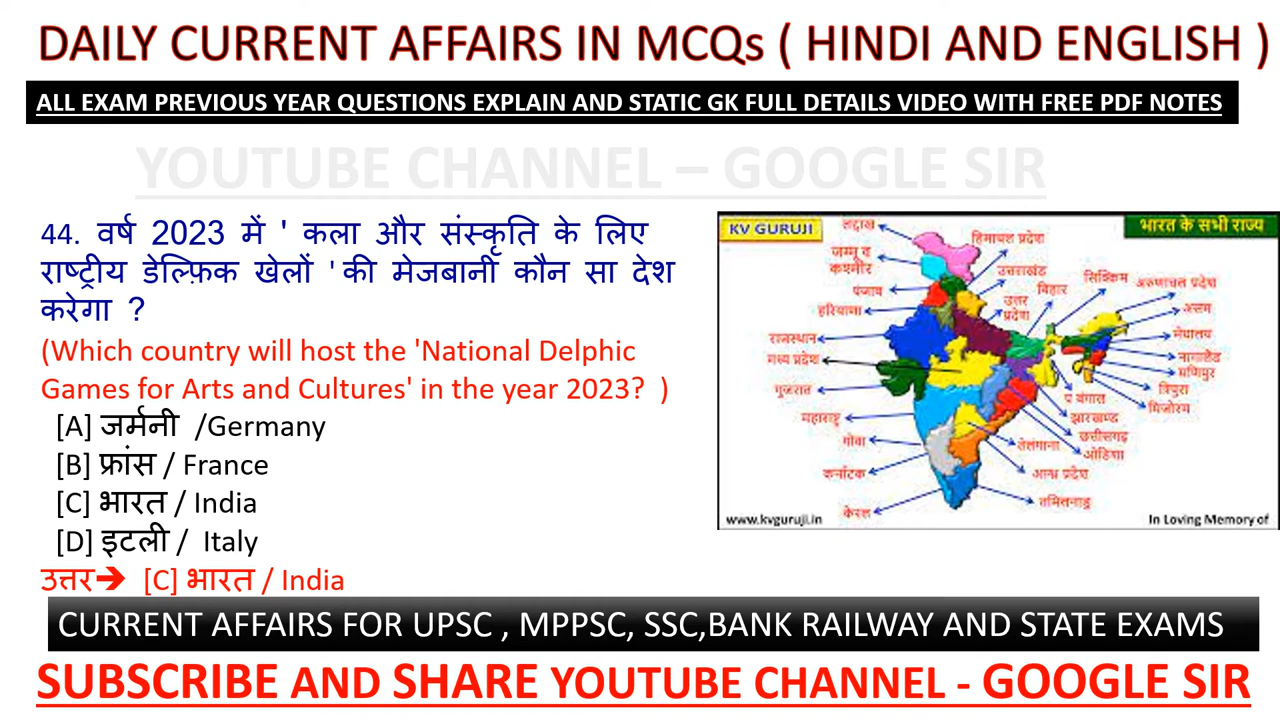 DAILY CURRENT AFFAIRS IN MCQs ( HINDI AND ENGLISH )
ALL EXAM PREVIOUS YEAR QUESTIONS EXPLAIN AND STATIC GK FULL DETAILS VIDEO WITH FREE PDF NOTES
YOUTUBE CHANNEL – GOOGLE SIR
44. वर्ष 2023 में ' कला और संस्कृति के लिए
राष्ट्रीय डेल्फ़िक खेलों ' की मेजबानी कौन सा देश
करेगा ?
(Which country will host the 'National Delphic
Games for Arts and Cultures' in the year 2023? )
[A] जर्मनी /Germany
[B] फ्रांस / France
[C] भारत / India
[D] इटली / Italy
उत्तर➔ [C] भारत / India
KV GURUJI
भारत के सभी राज्य
लद्दाख
हिमाचल प्रदेश
जम्मू व
कश्मीर
उत्तराखंड
सिक्किम
अरुणाचल प्रदेश
पंजाब
बिहार
हरियाणा
उत्तर
प्रदेश
असम
राजस्थान
मेघालय
मध्य प्रदेश
नागालैंड
मणिपुर
गुजरात
त्रिपुरा
प बंगाल
मिजोरम
महाराष्ट्र
झारखण्ड
छत्तीसगढ़
गोवा
तेलंगाना
ओडिशा
कर्नाटक
आन्ध्र प्रदेश
तमिलनाडु
केरल
www.kvguruji.in
In Loving Memory of
CURRENT AFFAIRS FOR UPSC , MPPSC, SSC,BANK RAILWAY AND STATE EXAMS
SUBSCRIBE AND SHARE YOUTUBE CHANNEL - GOOGLE SIR